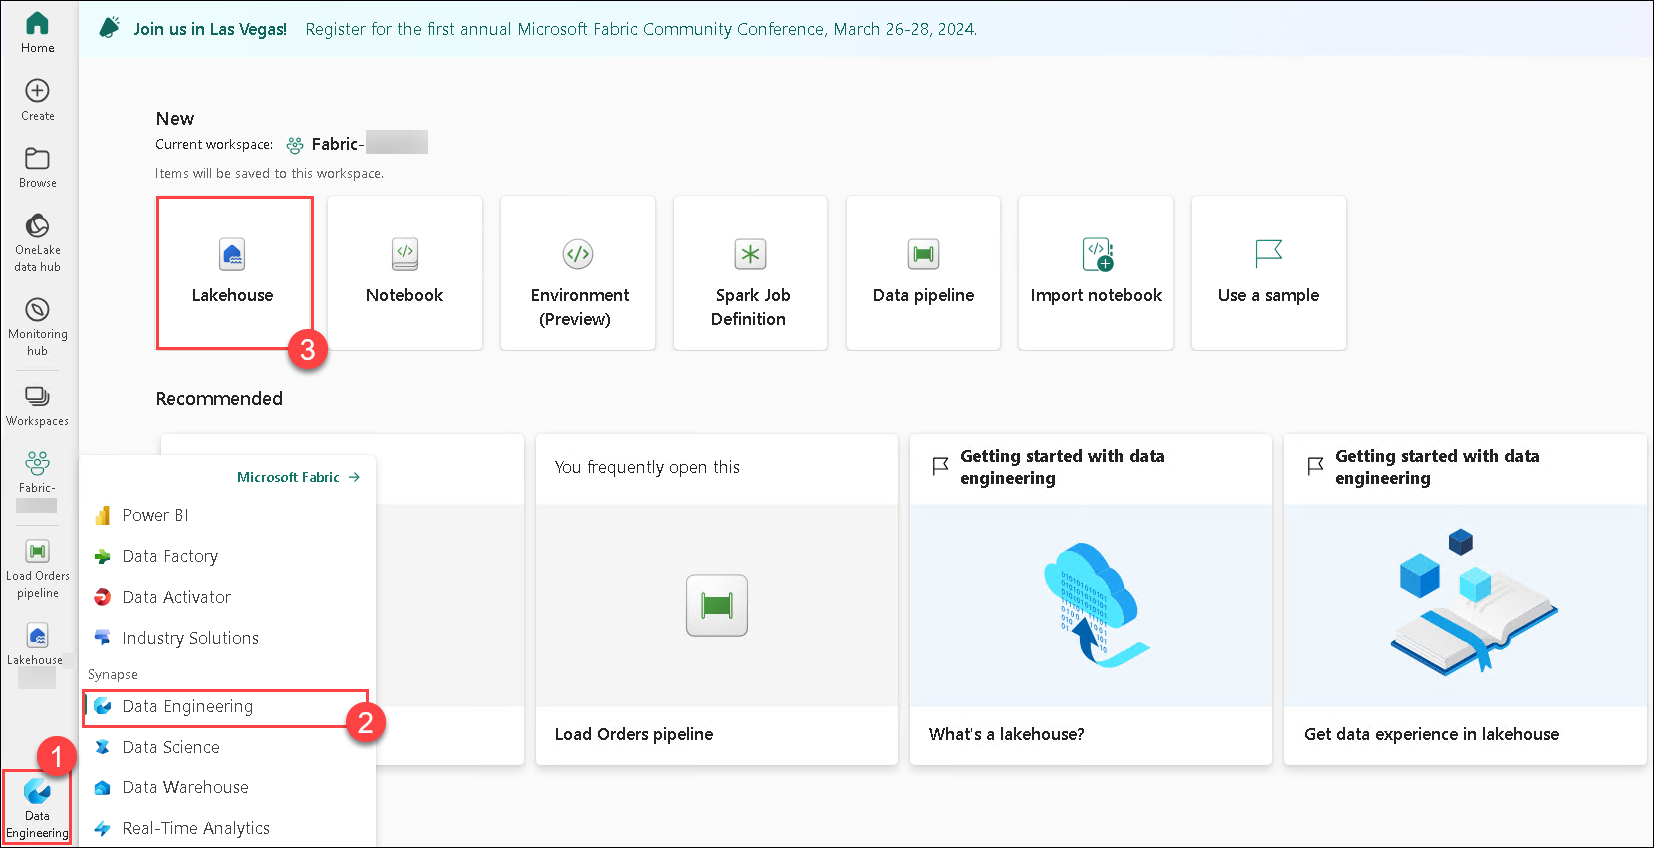 Home
Create
Browse
OneLake
data hub
Monitoring
hub
Workspaces
Fabric-
Load Orders
pipeline
Lakehouse
1
Data
Engineering
Join us in Las Vegas! Register for the first annual Microsoft Fabric Community Conference, March 26-28, 2024.
New
Current workspace: Fabric-
Items will be saved to this workspace.
Lakehouse
3
Notebook
Environment
(Preview)
Spark Job
Definition
Data pipeline
Import notebook
Use a sample
Recommended
Microsoft Fabric →
Power BI
Data Factory
Data Activator
Industry Solutions
Synapse
Data Engineering
2
Data Science
Data Warehouse
Real-Time Analytics
You frequently open this
Load Orders pipeline
Getting started with data
engineering
What's a lakehouse?
Getting started with data
engineering
Get data experience in lakehouse